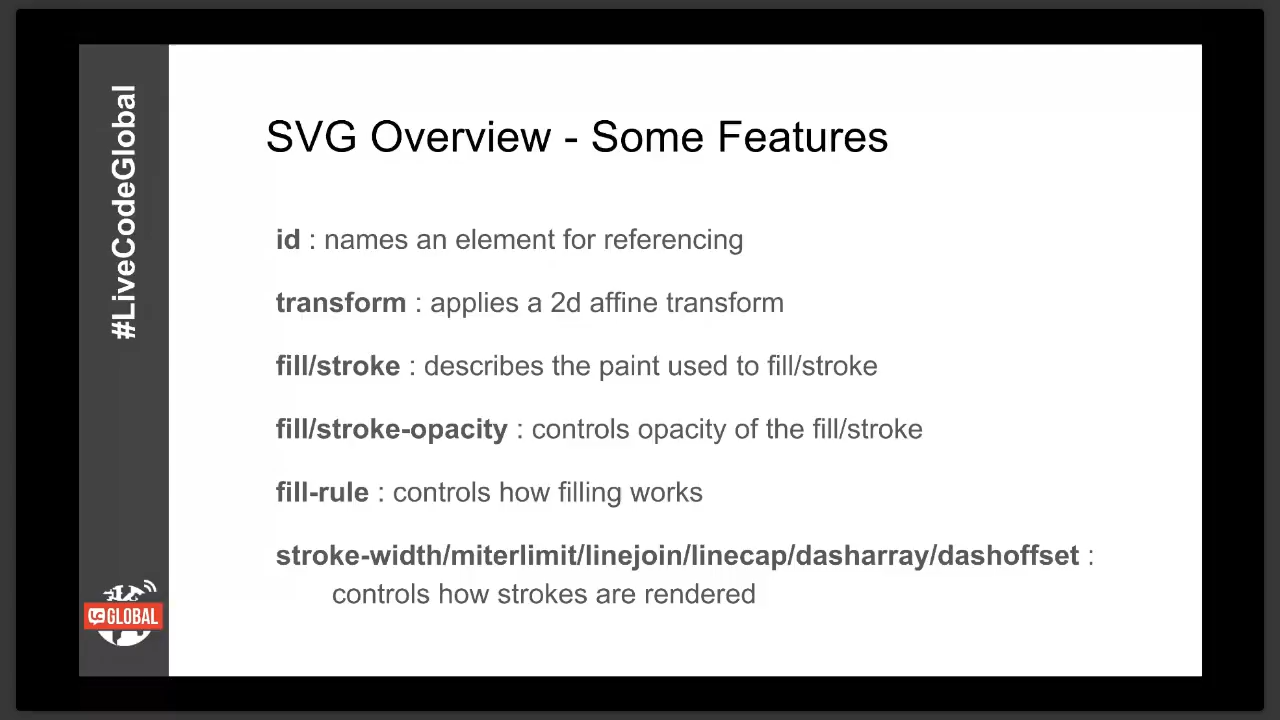 #LiveCodeGlobal
SVG Overview - Some Features
id : names an element for referencing
transform : applies a 2d affine transform
fill/stroke : describes the paint used to fill/stroke
fill/stroke-opacity : controls opacity of the fill/stroke
fill-rule : controls how filling works
stroke-width/miterlimit/linejoin/linecap/dasharray/dashoffset :
controls how strokes are rendered
GLOBAL